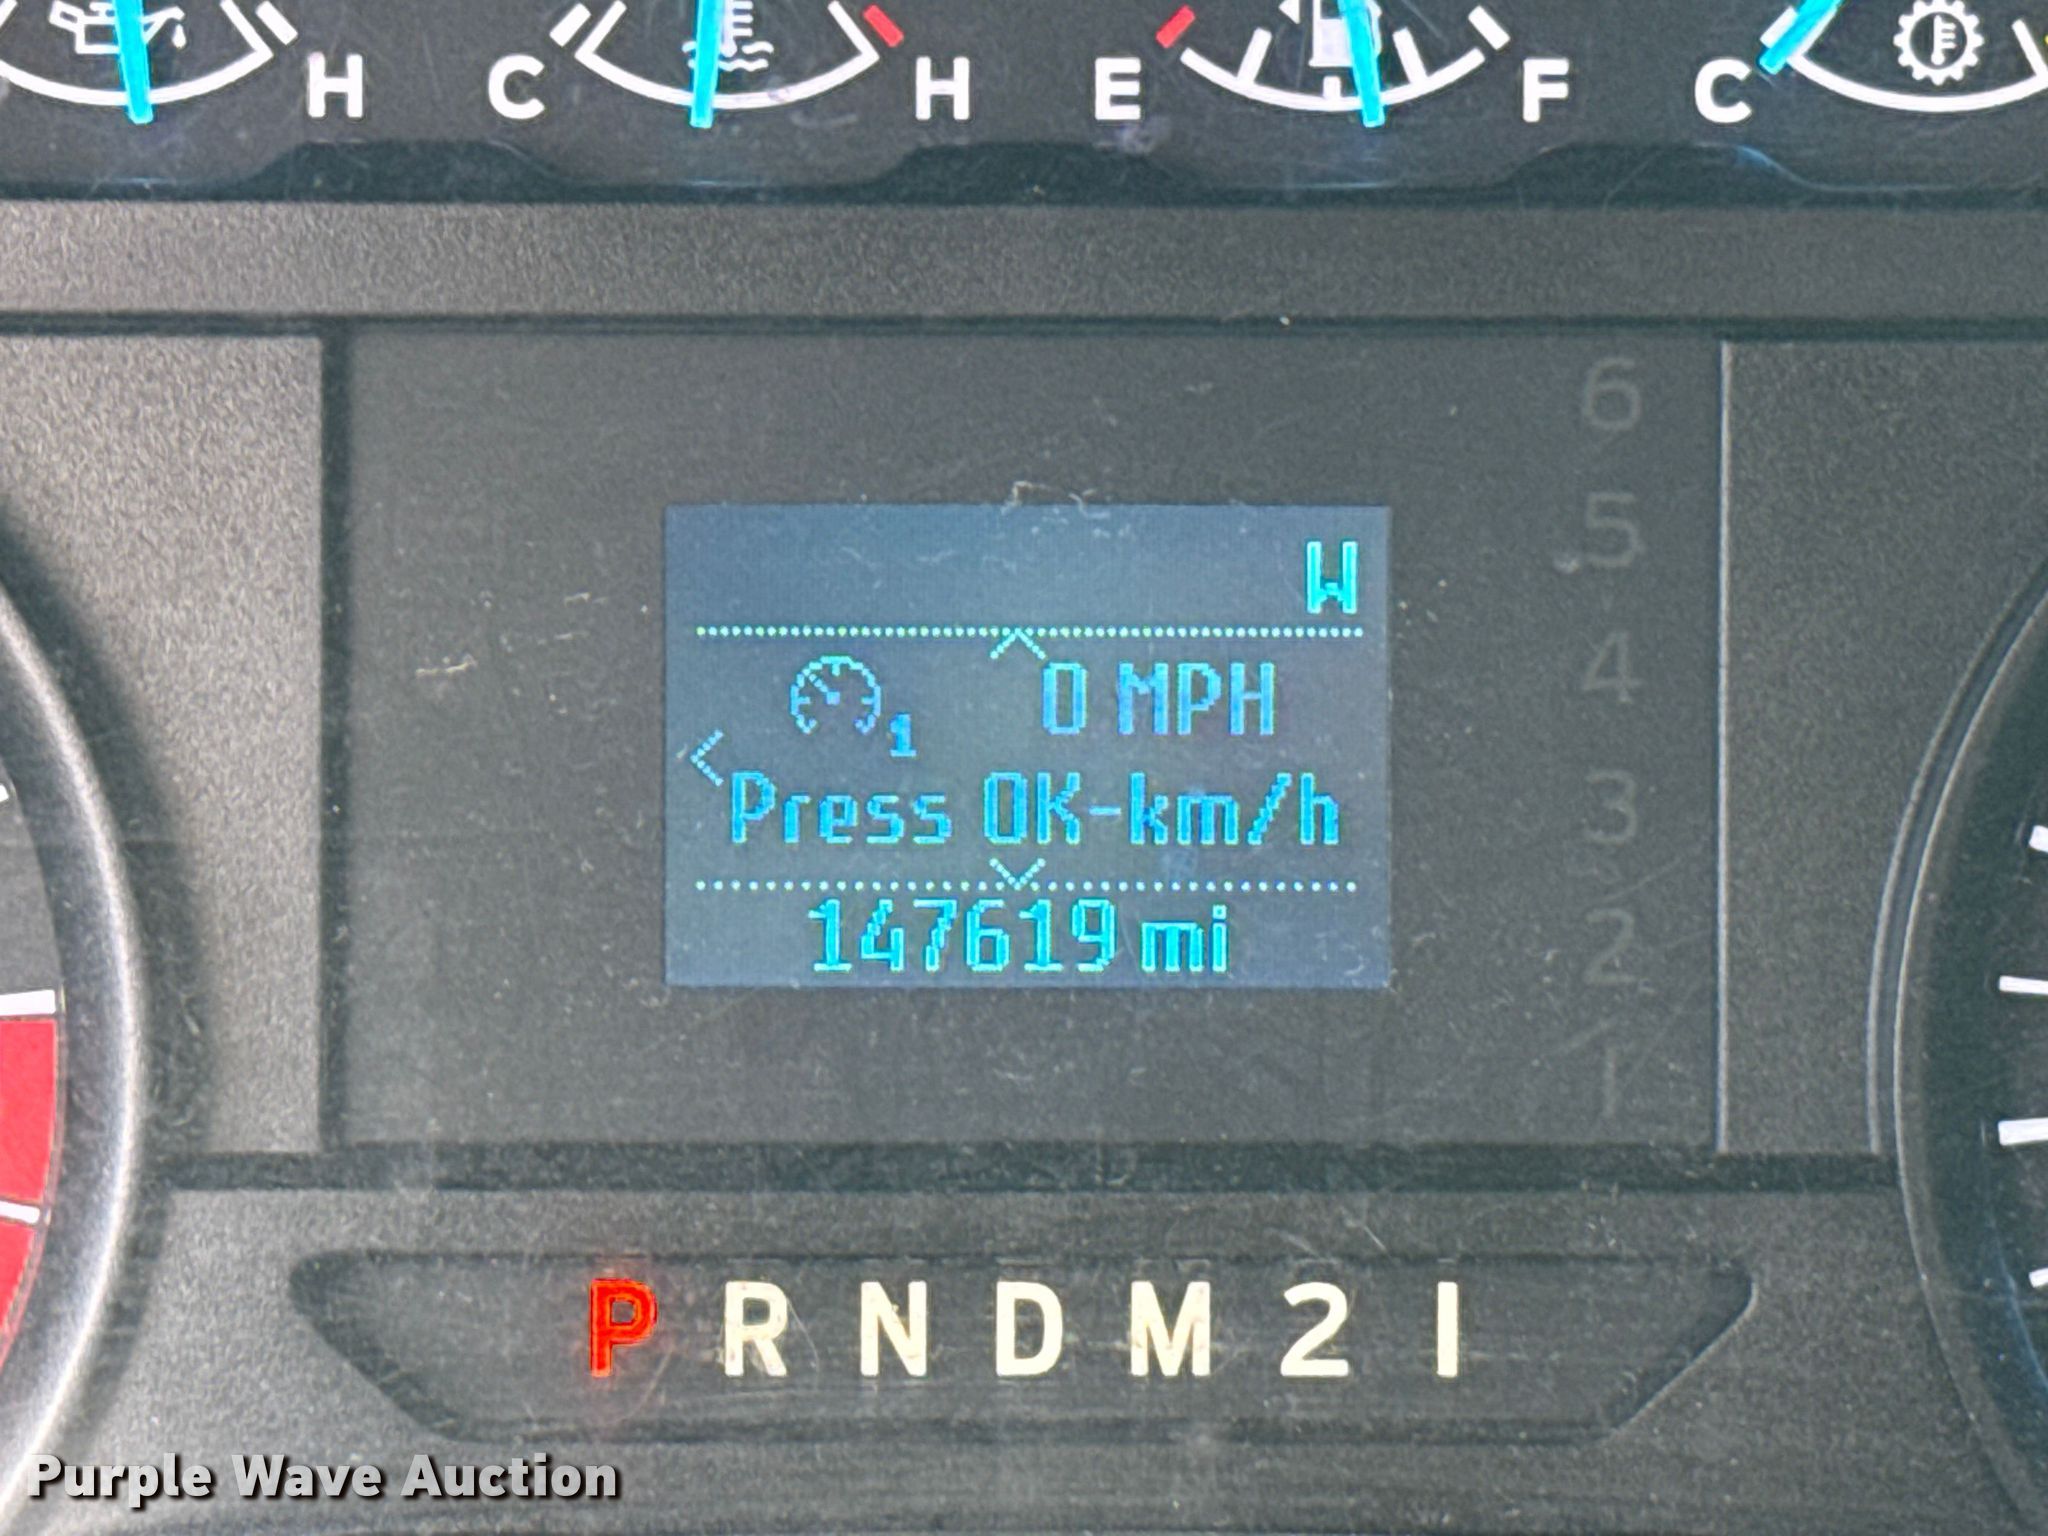 H C H E F C
6
5
4
3
2
1
W
0 MPH
1
Press OK-km/h
147619 mi
P R N D M 2 1
Purple Wave Auction